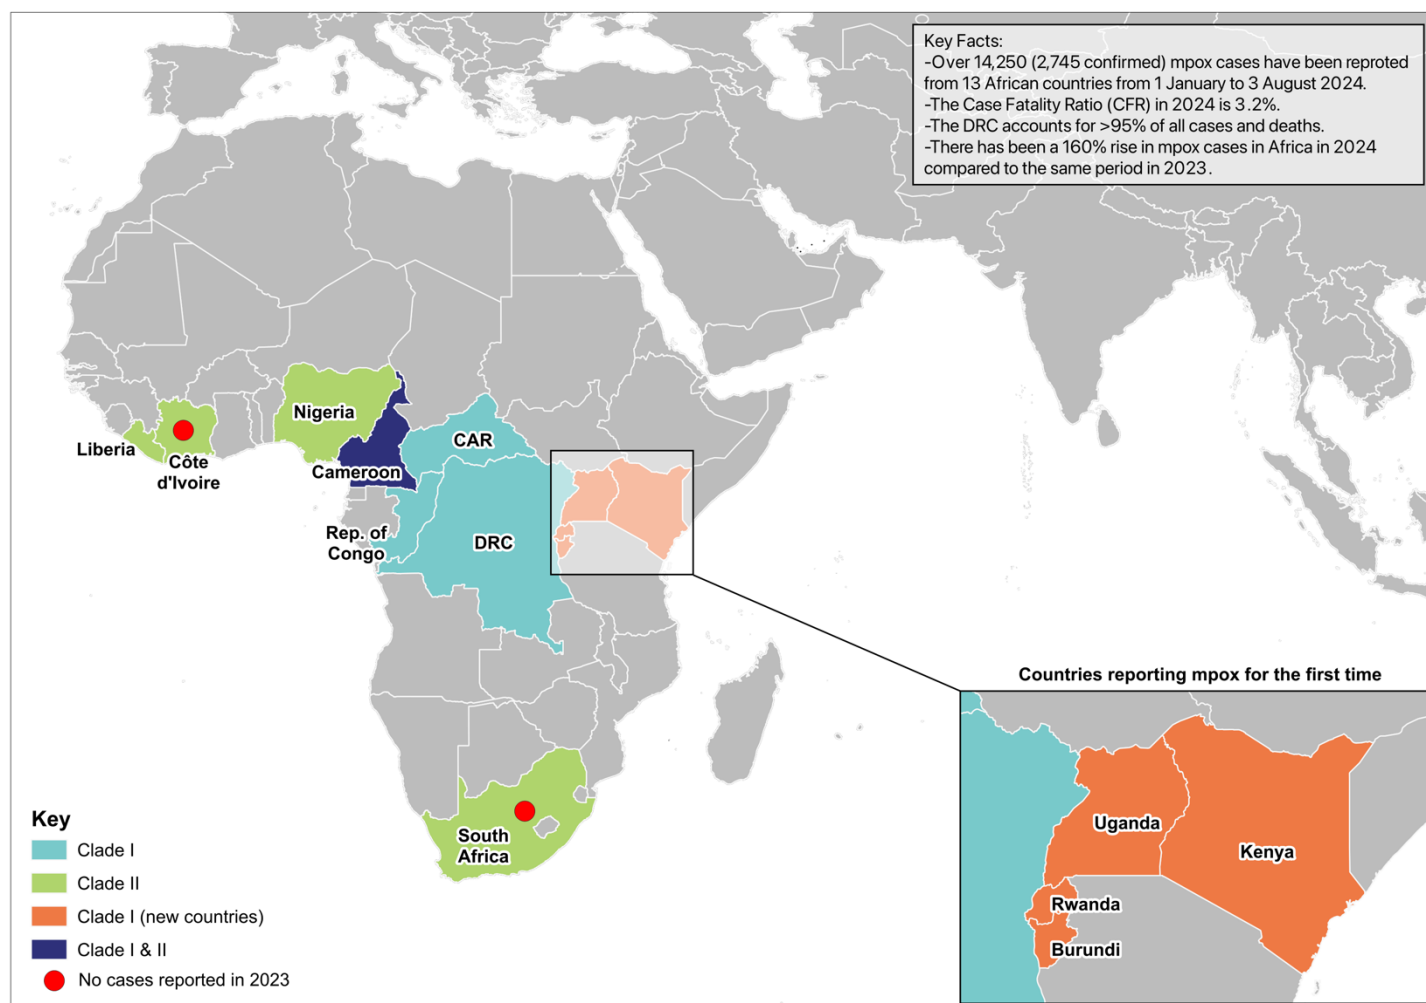 Key Facts:
-Over 14,250 (2,745 confirmed) mpox cases have been reproted
from 13 African countries from 1 January to 3 August 2024.
-The Case Fatality Ratio (CFR) in 2024 is 3.2%.
-The DRC accounts for >95% of all cases and deaths.
-There has been a 160% rise in mpox cases in Africa in 2024
compared to the same period in 2023.
Nigeria
Liberia
Côte
d'Ivoire
CAR
Cameroon
Rep. of
Congo
DRC
South
Africa
Countries reporting mpox for the first time
Uganda
Kenya
Rwanda
Burundi
Key
Clade I
Clade II
Clade I (new countries)
Clade I & II
No cases reported in 2023